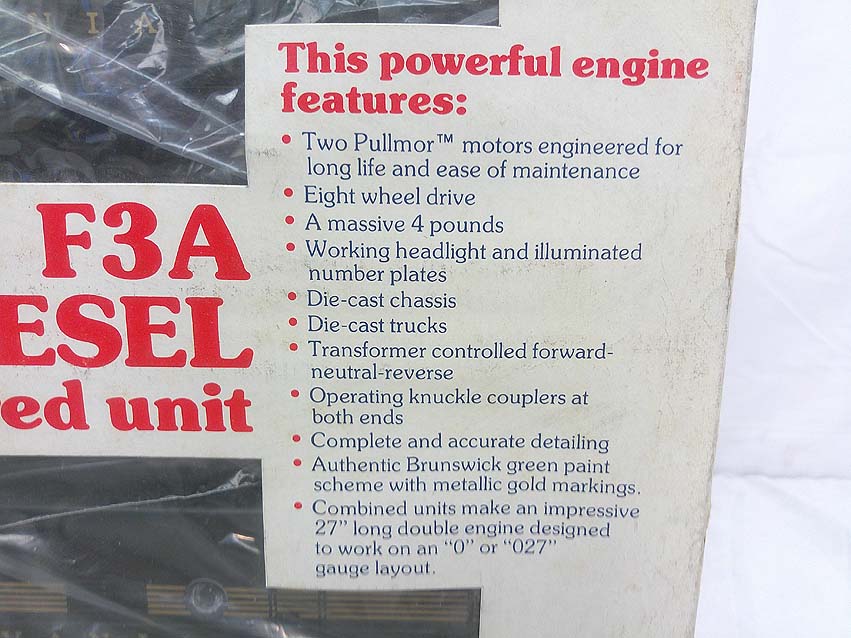 N I A
This powerful engine
features:
• Two Pullmor™ motors engineered for
long life and ease of maintenance
• Eight wheel drive
• A massive 4 pounds
• Working headlight and illuminated
number plates
• Die-cast chassis
• Die-cast trucks
• Transformer controlled forward-
neutral-reverse
• Operating knuckle couplers at
both ends
• Complete and accurate detailing
• Authentic Brunswick green paint
scheme with metallic gold markings.
• Combined units make an impressive
27” long double engine designed
to work on an “0” or “027”
gauge layout.
F3A
ESEL
ed unit